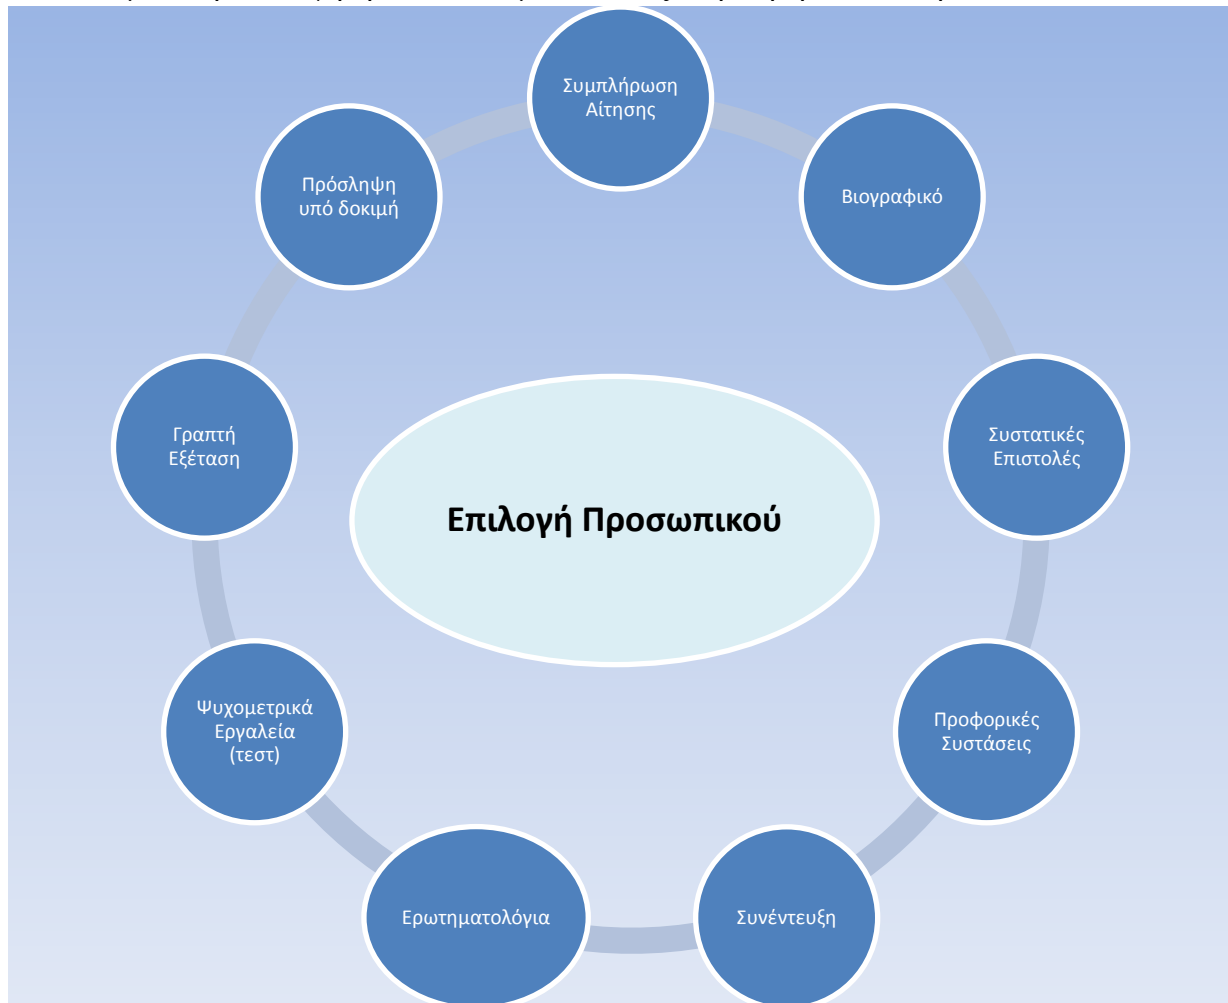 Συμπλήρωση
Αίτησης
Βιογραφικό
Συστατικές
Επιστολές
Προφορικές
Συστάσεις
Συνέντευξη
Ερωτηματολόγια
Ψυχομετρικά
Εργαλεία
(τεστ)
Γραπτή
Εξέταση
Πρόσληψη
υπό δοκιμή
Επιλογή Προσωπικού